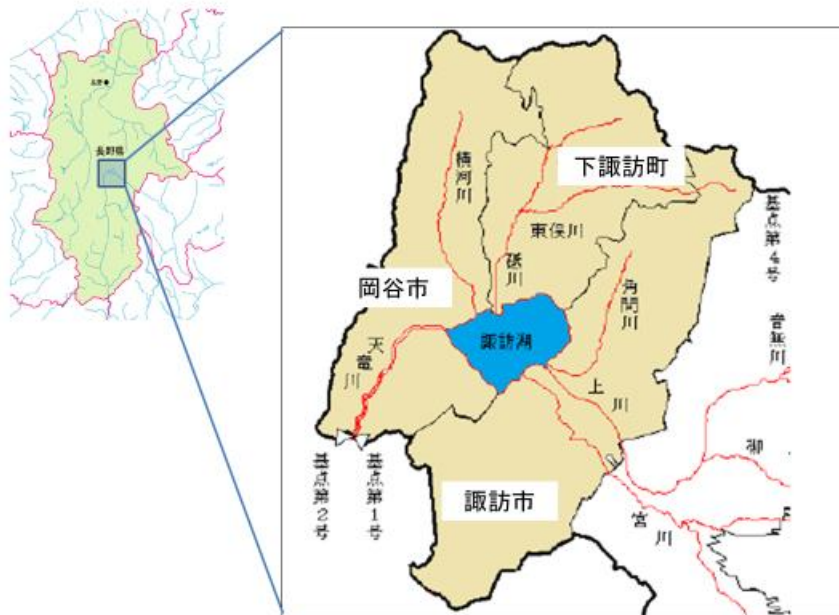 長野●
長野県
横河川
下諏訪町
東俣川
砥川
基点第4号
岡谷市
角間川
音無川
諏訪湖
天竜川
上川
御
基点第2号
基点第1号
諏訪市
宮川